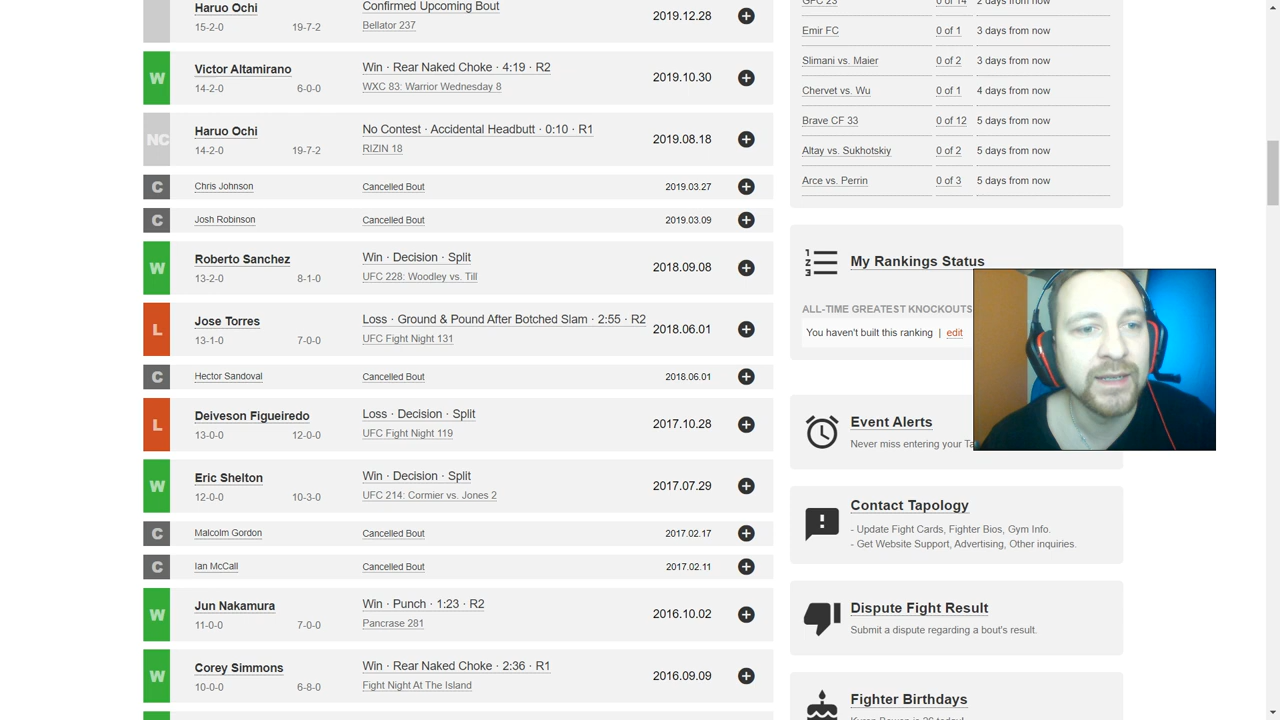 Haruo Ochi
Confirmed Upcoming Bout
15-2-0 19-7-2
Bellator 237
2019.12.28
W
Victor Altamirano
Win · Rear Naked Choke · 4:19 · R2
14-2-0 6-0-0
WXC 83: Warrior Wednesday 8
2019.10.30
NC
Haruo Ochi
No Contest · Accidental Headbutt · 0:10 · R1
14-2-0 19-7-2
RIZIN 18
2019.08.18
C Chris Johnson Cancelled Bout 2019.03.27
C Josh Robinson Cancelled Bout 2019.03.09
W
Roberto Sanchez
Win · Decision · Split
13-2-0 8-1-0
UFC 228: Woodley vs. Till
2018.09.08
L
Jose Torres
Loss · Ground & Pound After Botched Slam · 2:55 · R2
13-1-0 7-0-0
UFC Fight Night 131
2018.06.01
C Hector Sandoval Cancelled Bout 2018.06.01
L
Deiveson Figueiredo
Loss · Decision · Split
13-0-0 12-0-0
UFC Fight Night 119
2017.10.28
W
Eric Shelton
Win · Decision · Split
12-0-0 10-3-0
UFC 214: Cormier vs. Jones 2
2017.07.29
C Malcolm Gordon Cancelled Bout 2017.02.17
C Ian McCall Cancelled Bout 2017.02.11
W
Jun Nakamura
Win · Punch · 1:23 · R2
11-0-0 7-0-0
Pancrase 281
2016.10.02
W
Corey Simmons
Win · Rear Naked Choke · 2:36 · R1
10-0-0 6-8-0
Fight Night At The Island
2016.09.09
GFC 23 0 of 14 2 days from now
Emir FC 0 of 1 3 days from now
Slimani vs. Maier 0 of 2 3 days from now
Chervet vs. Wu 0 of 1 4 days from now
Brave CF 33 0 of 12 5 days from now
Altay vs. Sukhotskiy 0 of 2 5 days from now
Arce vs. Perrin 0 of 3 5 days from now
1
2
3
My Rankings Status
ALL-TIME GREATEST KNOCKOUTS
You haven't built this ranking | edit
Event Alerts
Never miss entering your
Contact Tapology
Update Fight Cards, Fighter Bios, Gym Info.
- Get Website Support, Advertising, Other inquiries.
Dispute Fight Result
Submit a dispute regarding a bout's result.
Fighter Birthdays